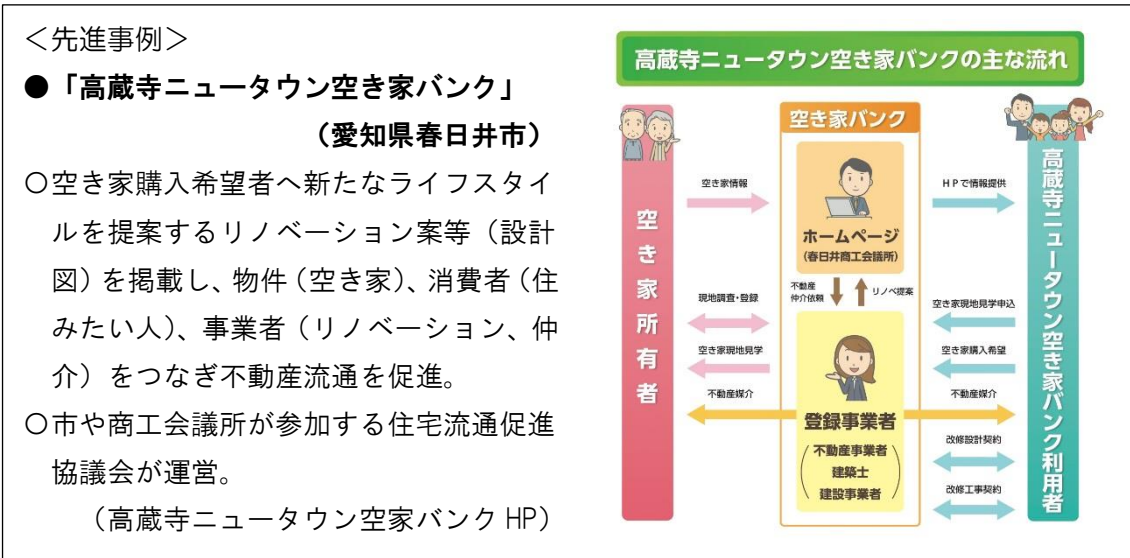 ＜先進事例＞
●「高蔵寺ニュータウン空き家バンク」
（愛知県春日井市）
○空き家購入希望者へ新たなライフスタイ
ルを提案するリノベーション案等（設計
図）を掲載し、物件（空き家）、消費者（住
みたい人）、事業者（リノベーション、仲
介）をつなぎ不動産流通を促進。
○市や商工会議所が参加する住宅流通促進
協議会が運営。
（高蔵寺ニュータウン空家バンク HP）
高蔵寺ニュータウン空き家バンクの主な流れ
空き家所有者
空き家情報
現地調査・登録
空き家現地見学
不動産媒介
空き家バンク
ホームページ
（春日井商工会議所）
不動産
仲介依頼
リノベ提案
登録事業者
不動産事業者
建築士
建設事業者
HPで情報提供
空き家現地見学申込
空き家購入希望
不動産媒介
改修設計契約
改修工事契約
高蔵寺ニュータウン空き家バンク利用者